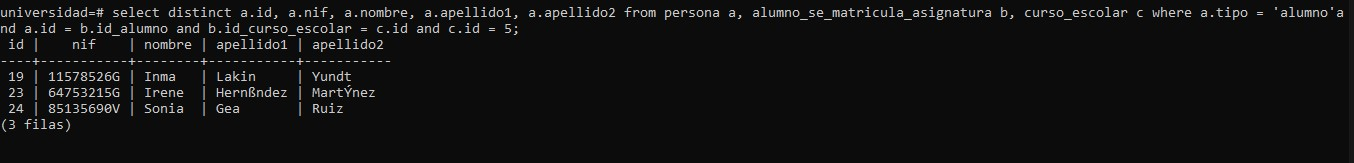 universidad=# select distinct a.id, a.nif, a.nombre, a.apellido1, a.apellido2 from persona a, alumno_se_matricula_asignatura b, curso_escolar c where a.tipo = 'alumno'a
nd a.id = b.id_alumno and b.id_curso_escolar = c.id and c.id = 5;
 id |    nif    | nombre | apellido1 | apellido2
----+-----------+--------+-----------+-----------
 19 | 11578526G | Inma   | Lakin     | Yundt
 23 | 64753215G | Irene  | Hernßndez | MartÝnez
 24 | 85135690V | Sonia  | Gea       | Ruiz
(3 filas)